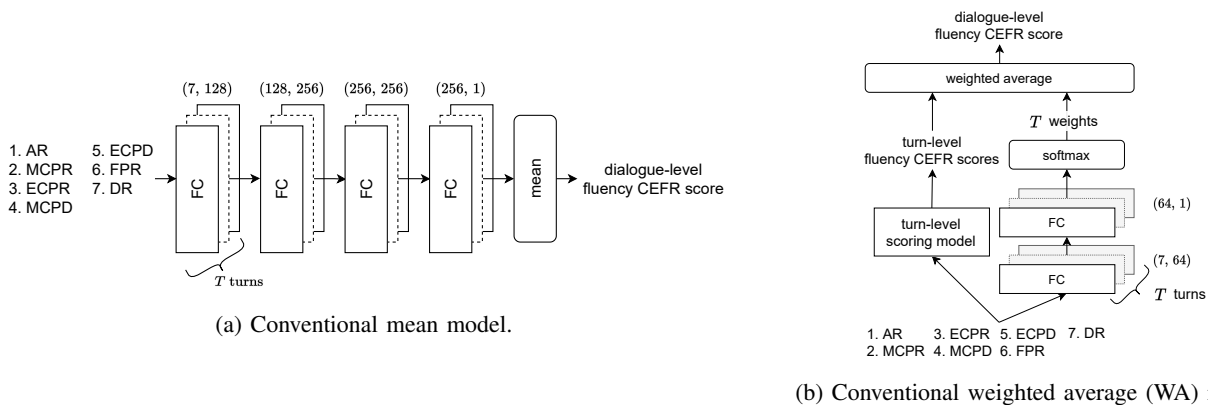 (7, 128)
(128, 256)
(256, 256)
(256, 1)
1. AR
2. MCPR
3. ECPR
4. MCPD
5. ECPD
6. FPR
7. DR
FC
FC
FC
FC
mean
dialogue-level
fluency CEFR score
T turns
(a) Conventional mean model.
dialogue-level
fluency CEFR score
weighted average
T weights
turn-level
fluency CEFR scores
softmax
(64, 1)
FC
turn-level
scoring model
(7, 64)
FC
T turns
1. AR 3. ECPR 5. ECPD 7. DR
2. MCPR 4. MCPD 6. FPR
(b) Conventional weighted average (WA)